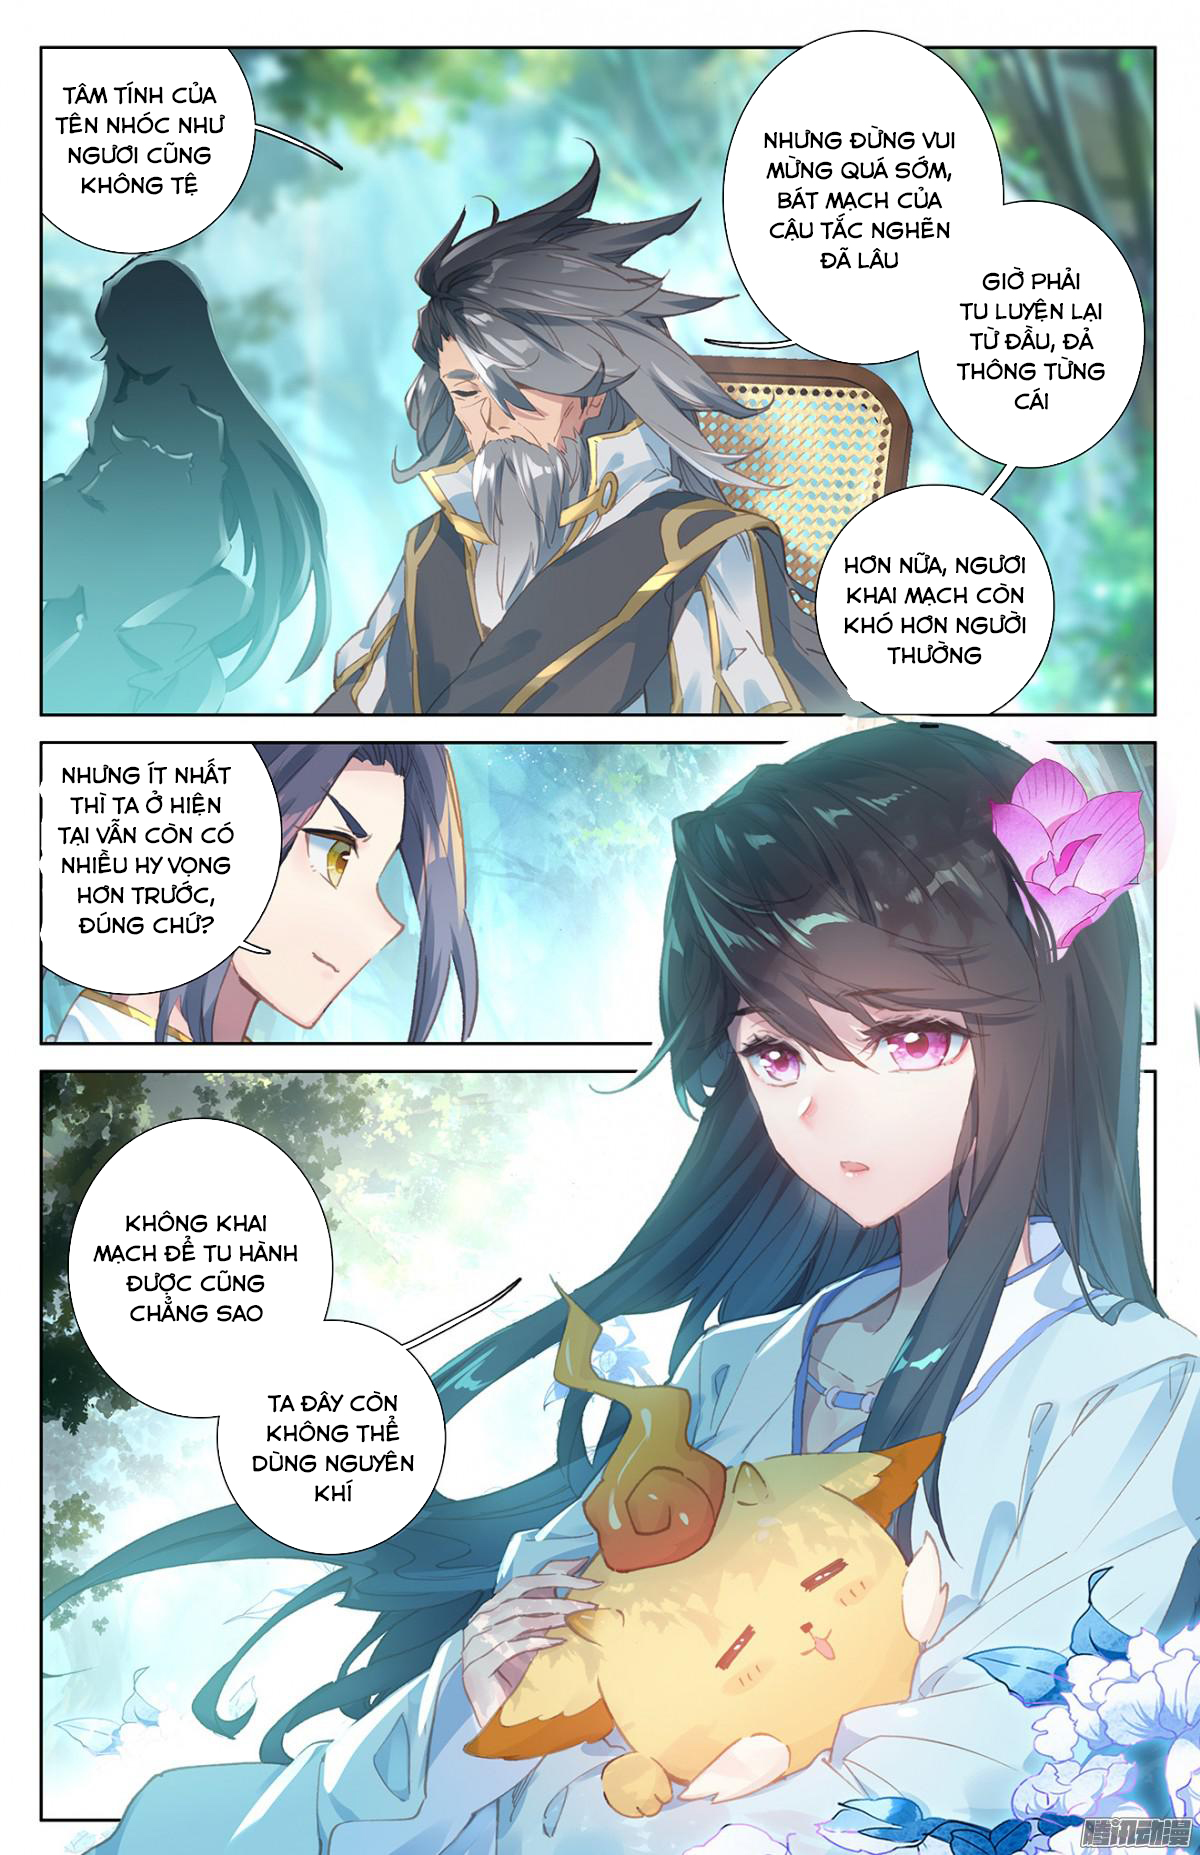 TÂM TÍNH CỦA
TÊN NHÓC NHƯ
NGƯƠI CŨNG
KHÔNG TỆ
NHƯNG ĐỪNG VUI
MỪNG QUÁ SỚM,
BÁT MẠCH CỦA
CẬU TẮC NGHẼN
ĐÃ LÂU
GIỜ PHẢI
TU LUYỆN LẠI
TỪ ĐẦU, ĐẢ
THÔNG TỪNG
CÁI
HƠN NỮA, NGƯƠI
KHAI MẠCH CÒN
KHÓ HƠN NGƯỜI
THƯỜNG
NHƯNG ÍT NHẤT
THÌ TA Ở HIỆN
TẠI VẪN CÒN CÓ
NHIỀU HY VỌNG
HƠN TRƯỚC,
ĐÚNG CHỨ?
KHÔNG KHAI
MẠCH ĐỂ TU HÀNH
ĐƯỢC CŨNG
CHẲNG SAO
TA ĐÂY CÒN
KHÔNG THỂ
DÙNG NGUYÊN
KHÍ
腾讯动漫